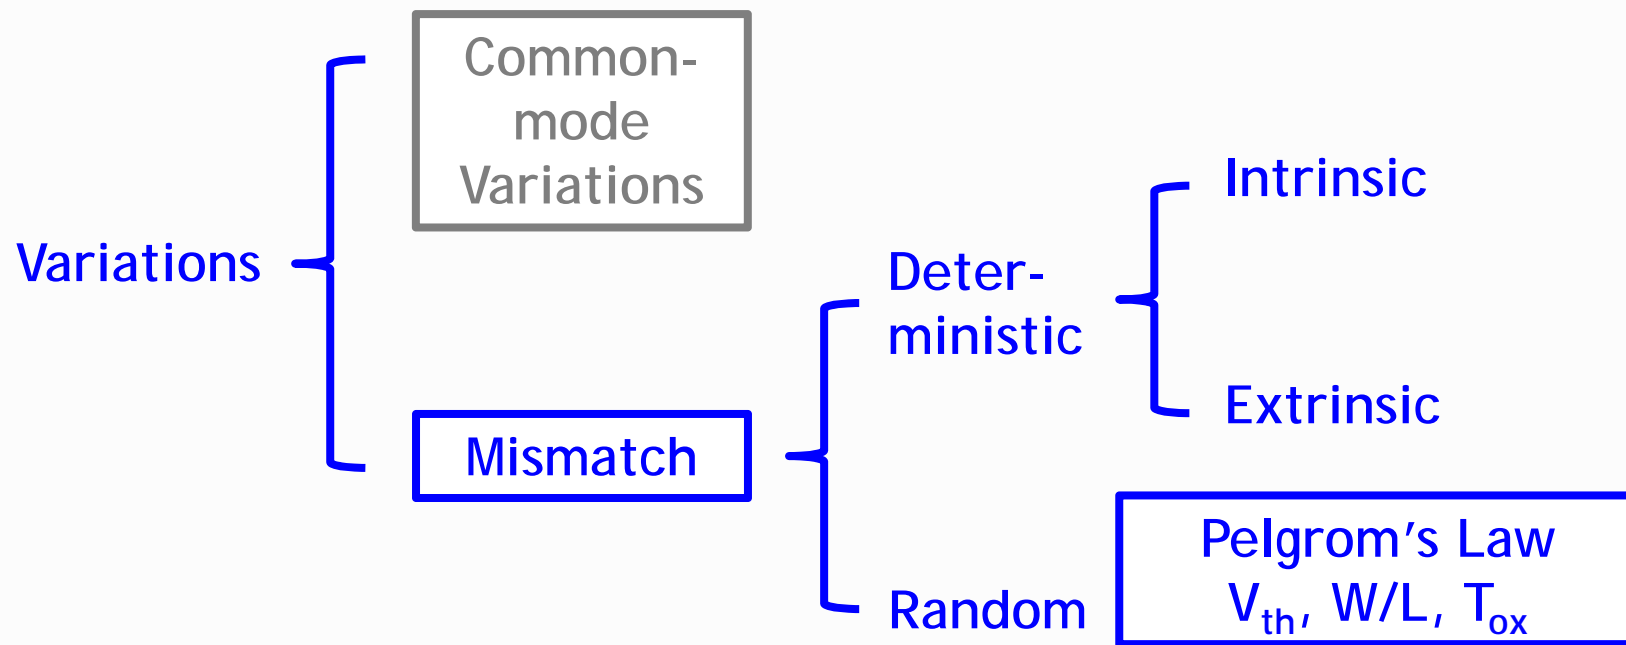 Variations
Common-
mode
Variations
Mismatch
Deter-
ministic
Intrinsic
Extrinsic
Random
Pelgrom's Law
Vth, W/L, Tox